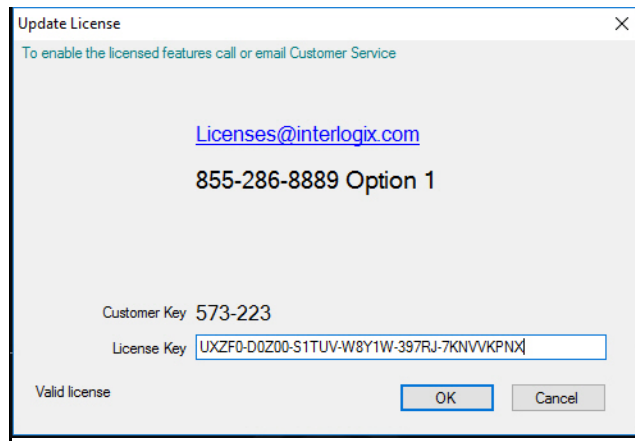 Update License
To enable the licensed features call or email Customer Service
Licenses@interlogix.com
855-286-8889 Option 1
Customer Key 573-223
License Key UXZF0-D0Z00-S1TUV-W8Y1W-397RJ-7KNVVKPNX
Valid license
OK Cancel